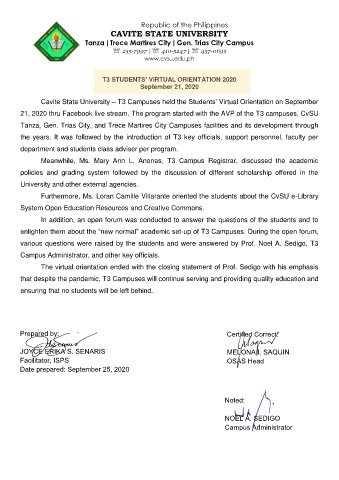 Republic of the Philippines
CAVITE STATE UNIVERSITY
Tanza | Trece Martires City | Gen. Trias City Campus
☏ 235-7997 | ☏ 410-5247 | ☏ 437-0693
www.cvsu.edu.ph
T3 STUDENTS' VIRTUAL ORIENTATION 2020
September 21, 2020
Cavite State University – T3 Campuses held the Students' Virtual Orientation on September
21, 2020 thru Facebook live stream. The program started with the AVP of the T3 campuses, CvSU
Tanza, Gen. Trias City, and Trece Martires City Campuses facilities and its development through
the years. It was followed by the introduction of T3 key officials, support personnel, faculty per
department and students class adviser per program.
Meanwhile, Ms. Mary Ann L. Anonas, T3 Campus Registrar, discussed the academic
policies and grading system followed by the discussion of different scholarship offered in the
University and other external agencies.
Furthermore, Ms. Loran Camille Villarante oriented the students about the CvSU e-Library
System Open Education Resources and Creative Commons.
In addition, an open forum was conducted to answer the questions of the students and to
enlighten them about the "new normal" academic set-up of T3 Campuses. During the open forum,
various questions were raised by the students and were answered by Prof. Noel A. Sedigo, T3
Campus Administrator, and other key officials.
The virtual orientation ended with the closing statement of Prof. Sedigo with his emphasis
that despite the pandemic, T3 Campuses will continue serving and providing quality education and
ensuring that no students will be left behind.
Prepared by:
JOYCE ERIKA S. SENARIS
Facilitator, ISPS
Date prepared: September 25, 2020
Certified Correct:
MELONA I. SAQUIN
OSAS Head
Noted:
NOEL A. SEDIGO
Campus Administrator